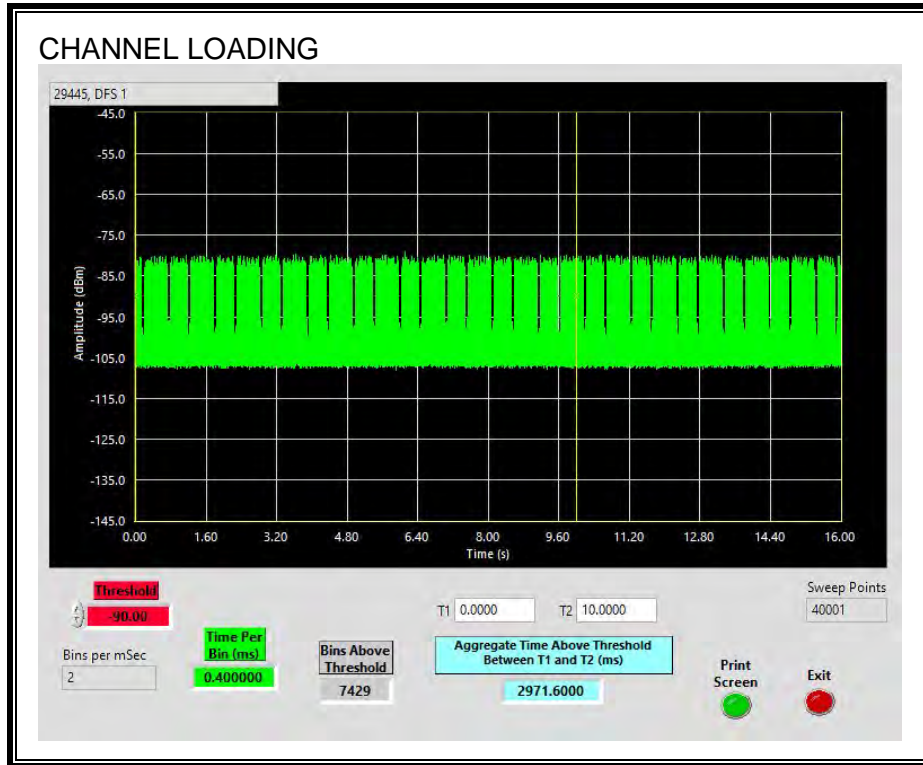 CHANNEL LOADING
29445, DFS 1
-45.0
-55.0
-65.0
-75.0
-85.0
-95.0
-105.0
-115.0
-125.0
-135.0
-145.0
Amplitude (dBm)
0.00 1.60 3.20 4.80 6.40 8.00 9.60 11.20 12.80 14.40 16.00
Time (s)
Threshold
-90.00
Bins per mSec
2
Time Per
Bin (ms)
0.400000
Bins Above
Threshold
7429
T1 0.0000 T2 10.0000
Aggregate Time Above Threshold
Between T1 and T2 (ms)
2971.6000
Sweep Points
40001
Print
Screen
Exit